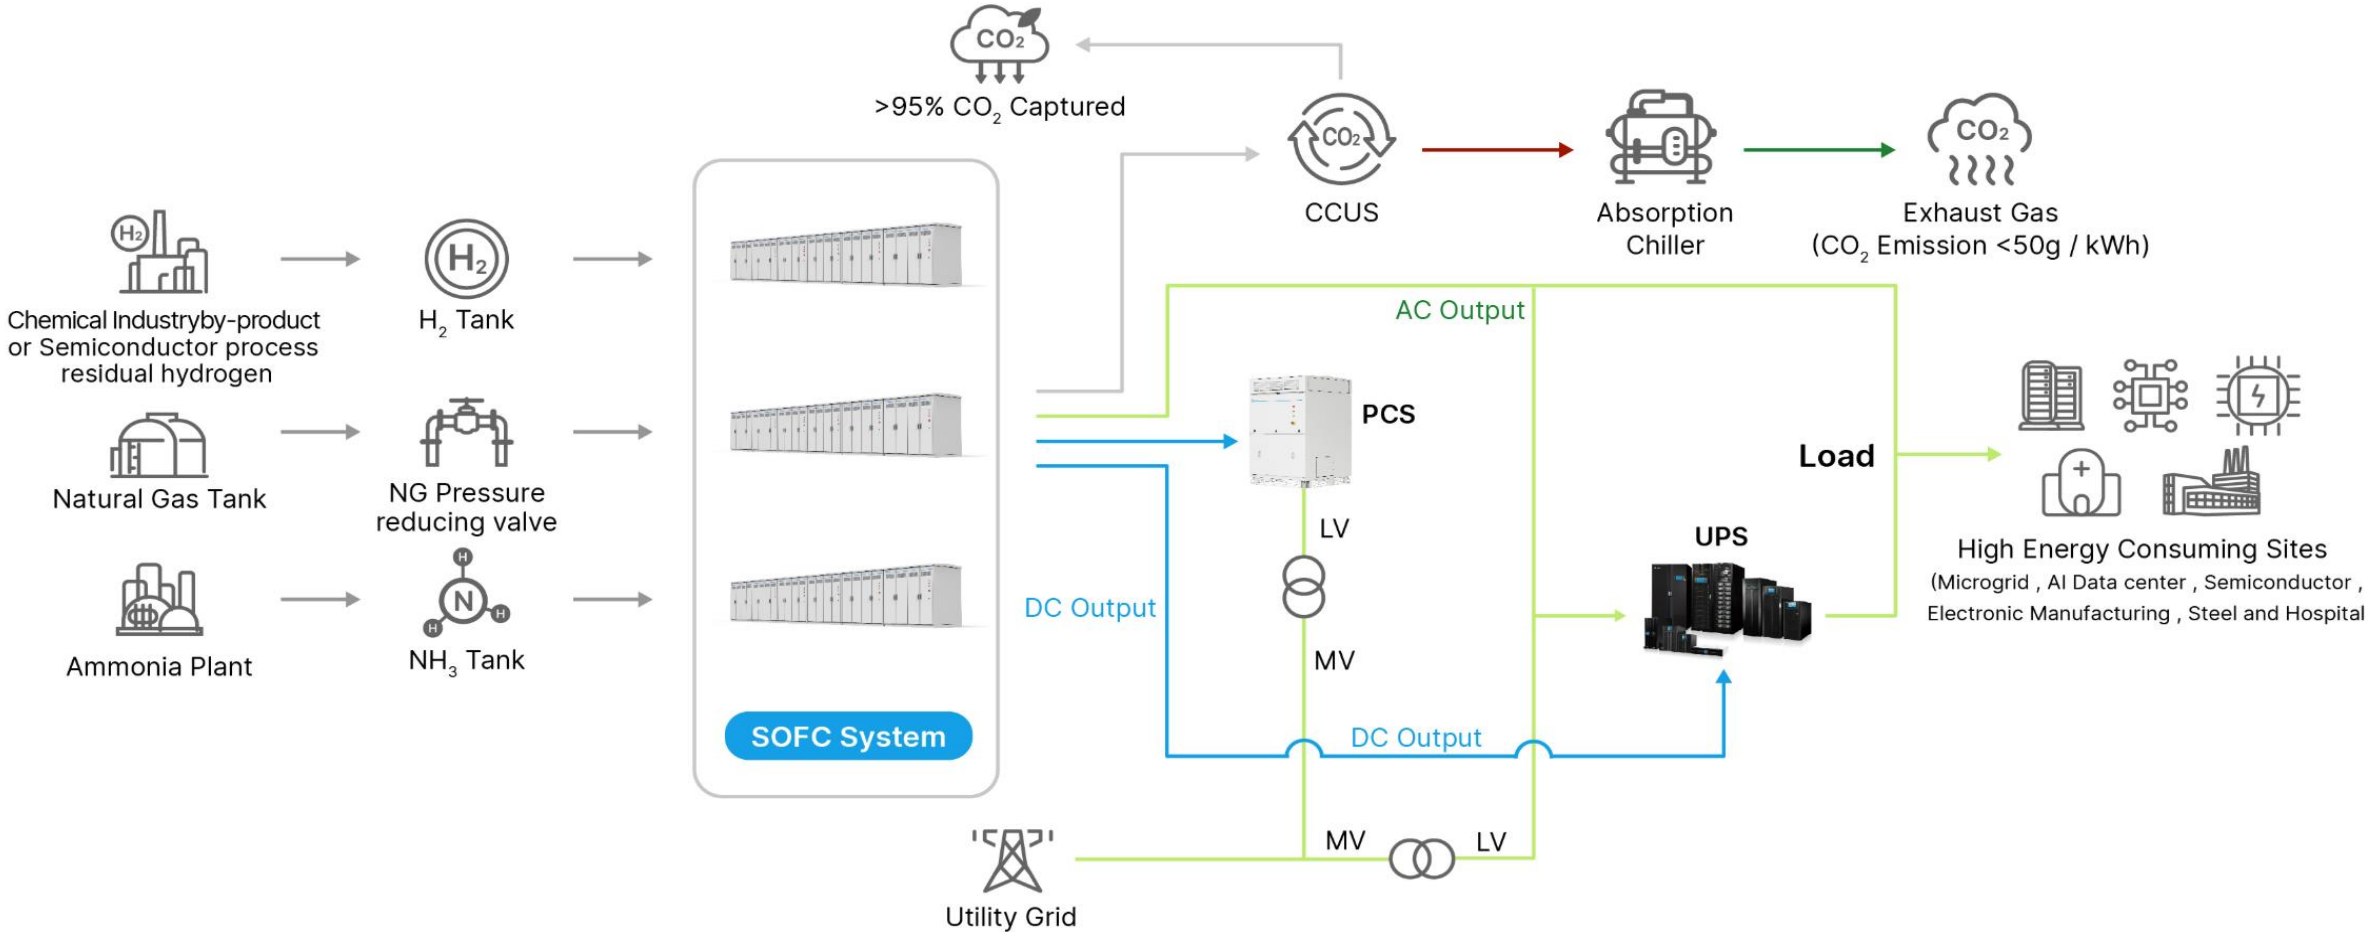 CO₂
>95% CO₂ Captured
CO₂
CCUS
Absorption
Chiller
CO₂
Exhaust Gas
(CO₂ Emission <50g / kWh)
H₂
Chemical Industryby-product
or Semiconductor process
residual hydrogen
H₂
H₂ Tank
Natural Gas Tank
NG Pressure
reducing valve
Ammonia Plant
H
N
H
H
NH₃ Tank
SOFC System
AC Output
PCS
LV
MV
DC Output
DC Output
UPS
Load
High Energy Consuming Sites
(Microgrid , AI Data center , Semiconductor ,
Electronic Manufacturing , Steel and Hospital
Utility Grid
MV
LV